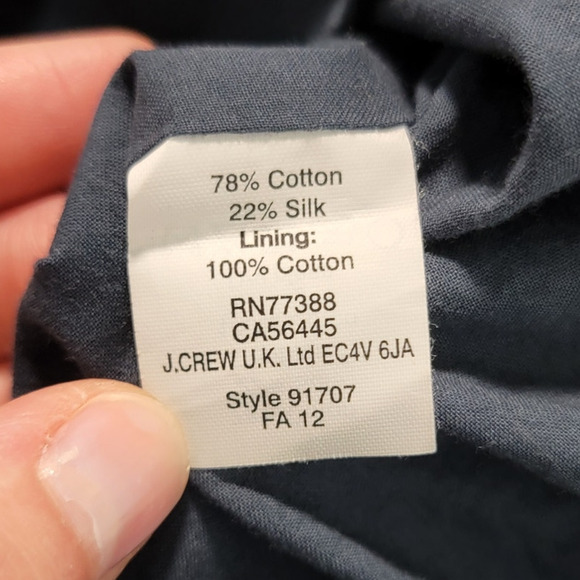 78% Cotton
22% Silk
Lining:
100% Cotton
RN77388
CA56445
J.CREW U.K. Ltd EC4V 6JA
Style 91707
FA 12